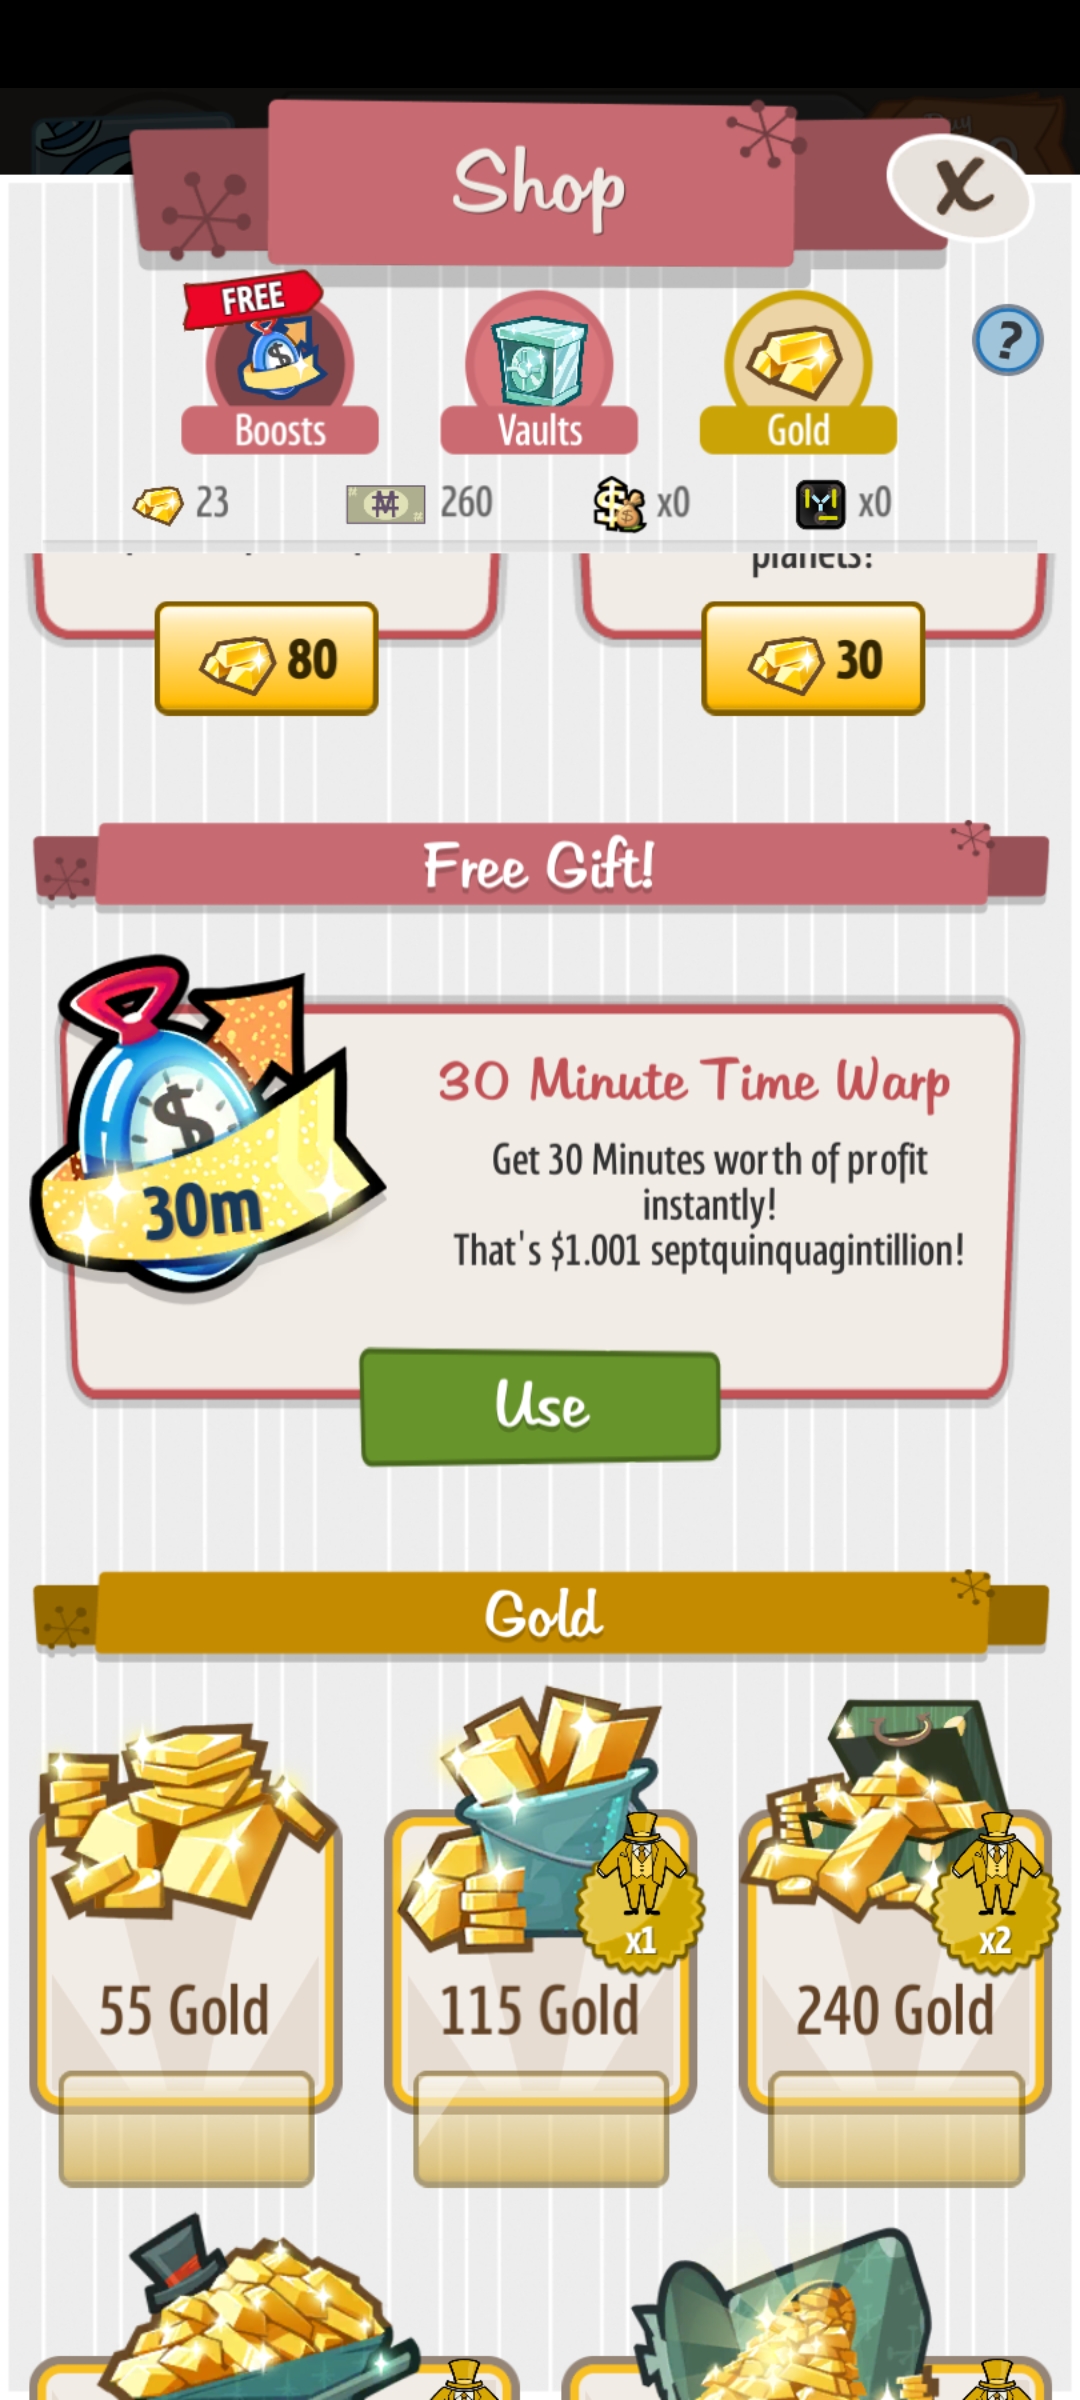 Shop
X
FREE
Boosts
Vaults
Gold
?
23
260
x0
x0
planets!
80
30
Free Gift!
30m
30 Minute Time Warp
Get 30 Minutes worth of profit
instantly!
That's $1.001 septquinquagintillion!
Use
Gold
x1
x2
55 Gold
115 Gold
240 Gold